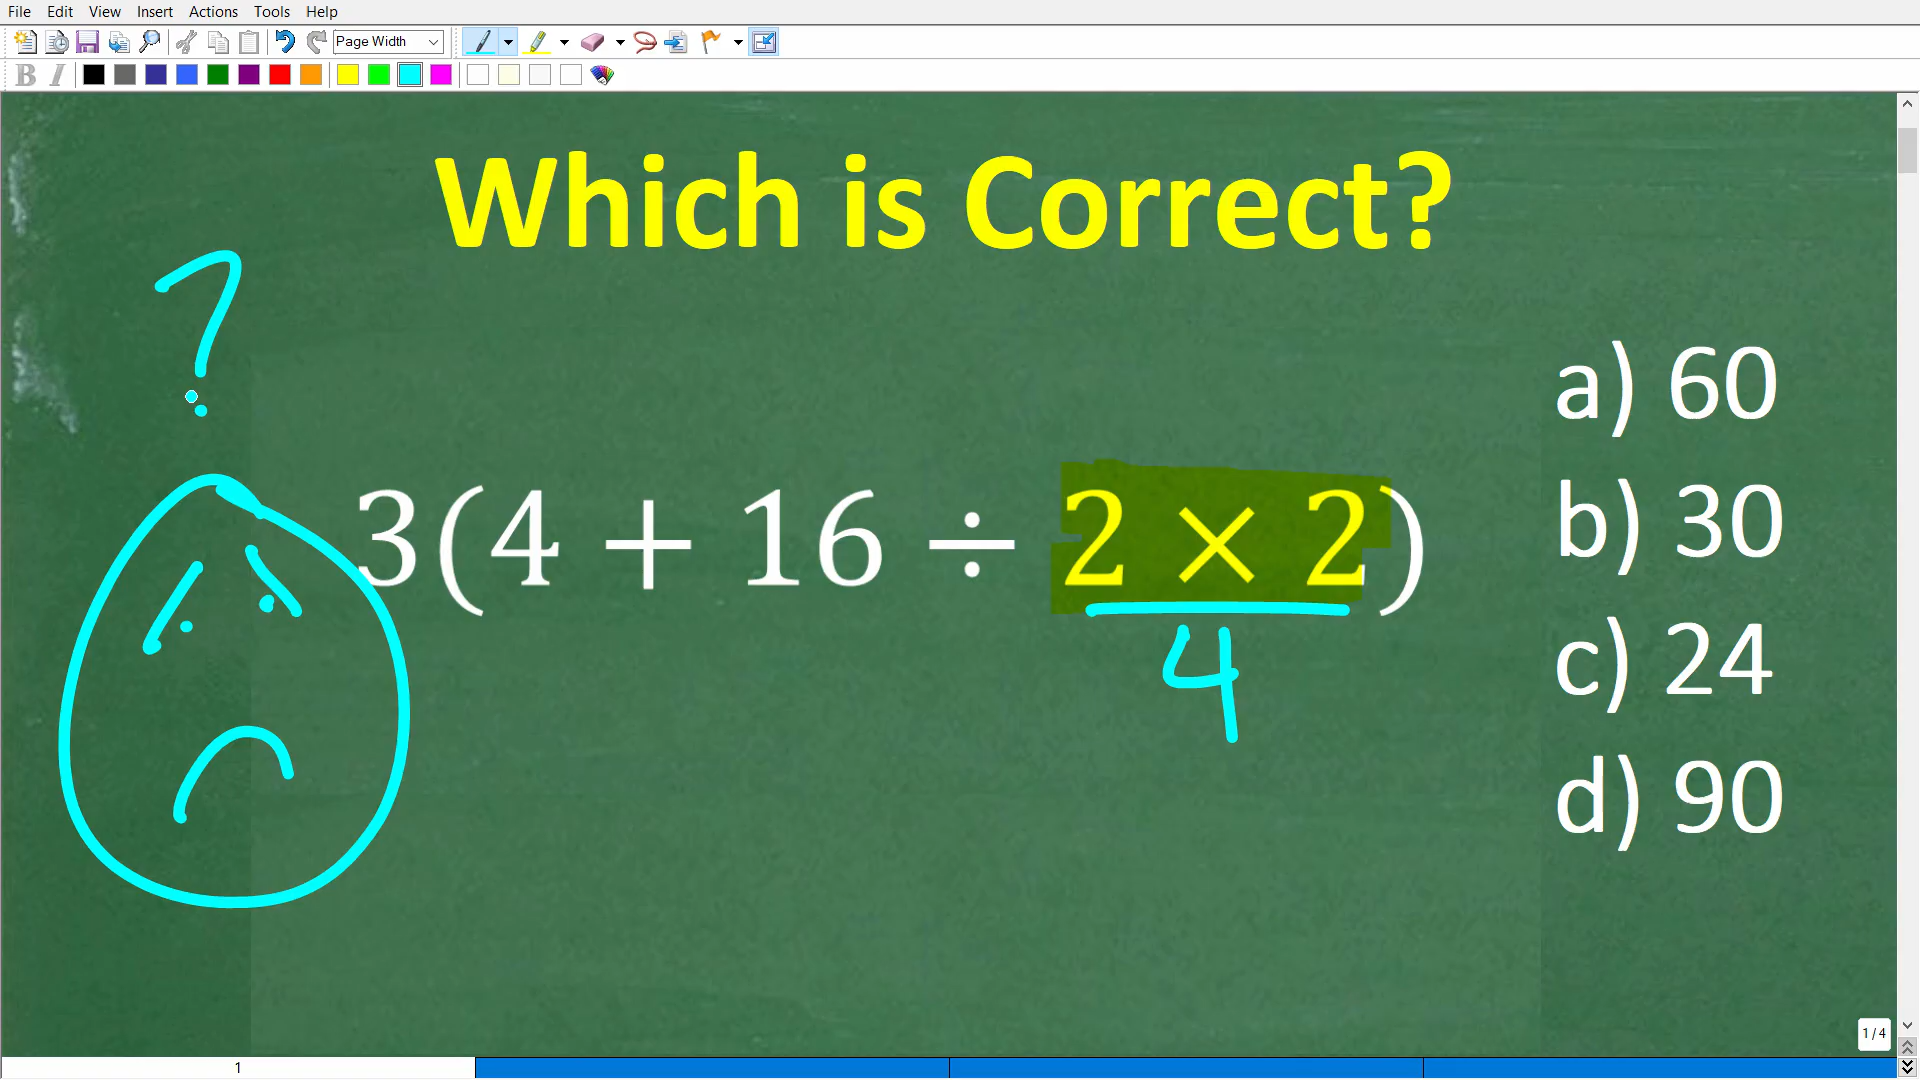 File Edit View Insert Actions Tools Help
Page Width
B I
Which is Correct?
?
3(4 + 16 ÷ 2 × 2)
4
a) 60
b) 30
c) 24
d) 90
1 / 4
1